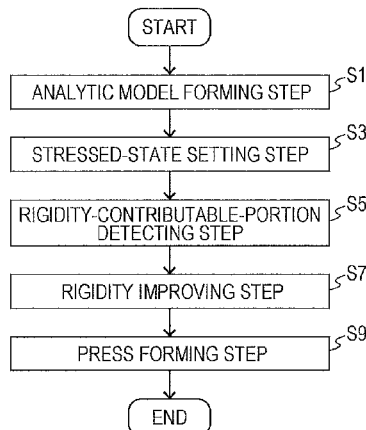 START
S1
ANALYTIC MODEL FORMING STEP
S3
STRESSED-STATE SETTING STEP
S5
RIGIDITY-CONTRIBUTABLE-PORTION
DETECTING STEP
S7
RIGIDITY IMPROVING STEP
S9
PRESS FORMING STEP
END